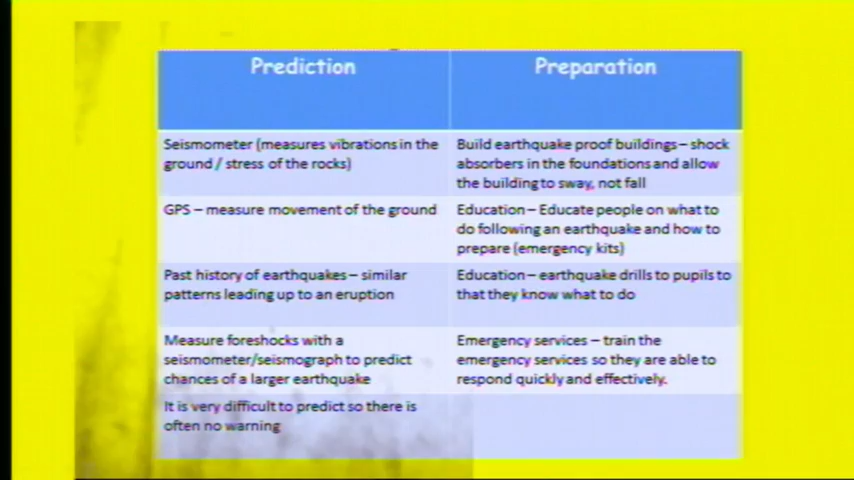 Prediction
Preparation
Seismometer (measures vibrations in the
ground / stress of the rocks)
Build earthquake proof buildings – shock
absorbers in the foundations and allow
the building to sway, not fall
GPS – measure movement of the ground
Education – Educate people on what to
do following an earthquake and how to
prepare (emergency kits)
Past history of earthquakes – similar
patterns leading up to an eruption
Education – earthquake drills to pupils to
that they know what to do
Measure foreshocks with a
seismometer/seismograph to predict
chances of a larger earthquake
Emergency services – train the
emergency services so they are able to
respond quickly and effectively.
It is very difficult to predict so there is
often no warning